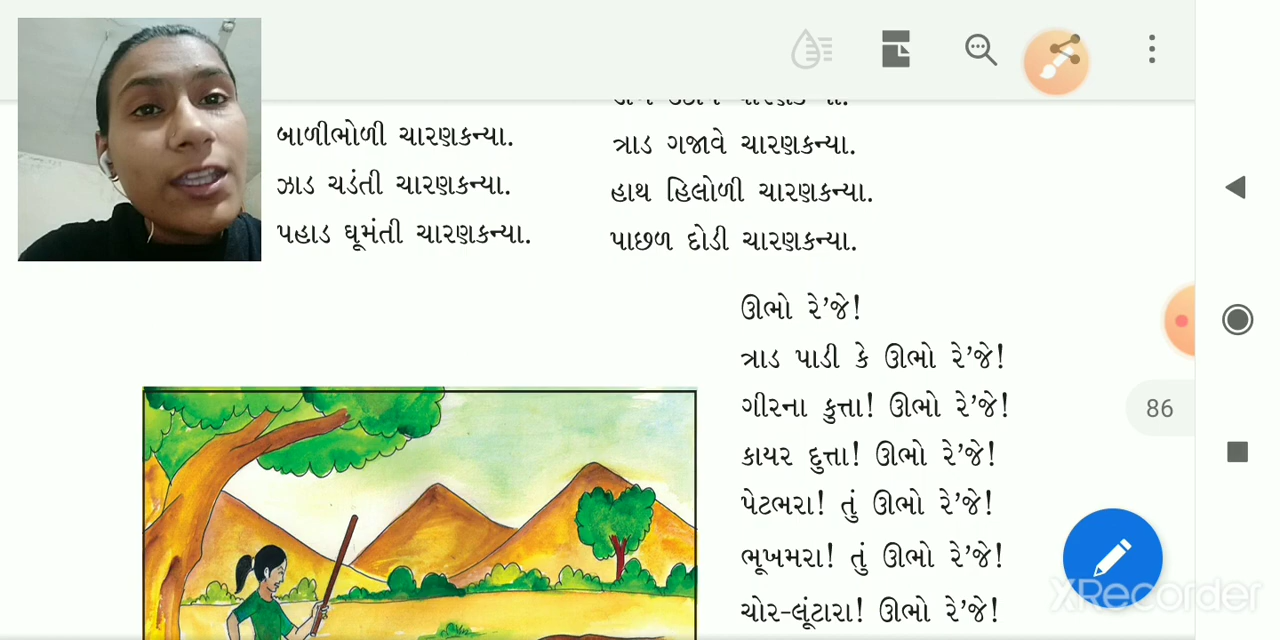 બાળીભોળી ચારણકન્યા.
ઝાડ ચડંતી ચારણકન્યા.
પહાડ ઘૂમંતી ચારણકન્યા.
ત્રાડ ગજાવે ચારણકન્યા.
હાથ હિલોળી ચારણકન્યા.
પાછળ દોડી ચારણકન્યા.
ઊભો રે'જે!
ત્રાડ પાડી કે ઊભો રે'જે!
ગીરના કુત્તા! ઊભો રે'જે!
કાયર દુત્તા! ઊભો રે'જે!
પેટભરા! તું ઊભો રે'જે!
ભૂખમરા! તું ઊભો રે'જે!
ચોર-લૂંટારા! ઊભો રે'જે!
86
XRecorder